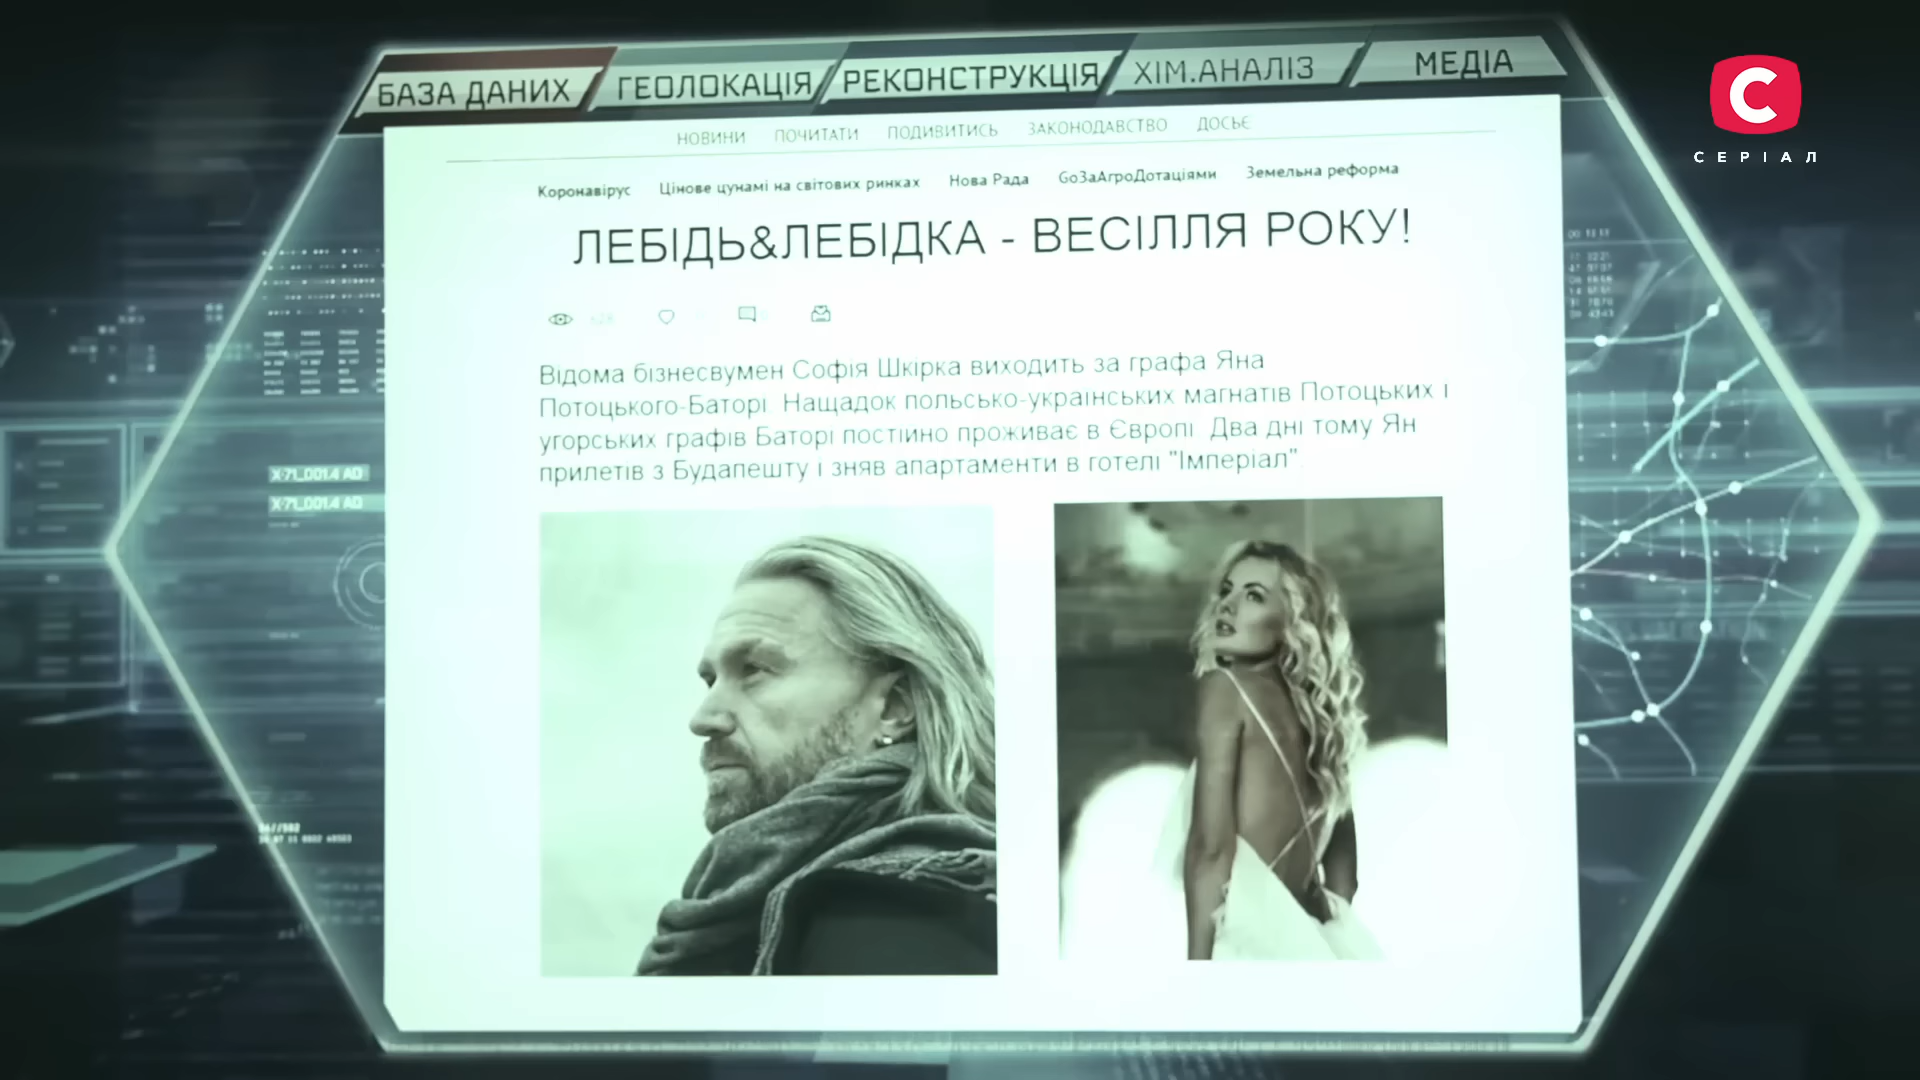 БАЗА ДАНИХ
ГЕОЛОКАЦІЯ
РЕКОНСТРУКЦІЯ
ХІМ.АНАЛІЗ
МЕДІА
С
СЕРІАЛ
НОВИНИ ПОЧИТАТИ ПОДИВИТИСЬ ЗАКОНОДАВСТВО ДОСЬЄ
Коронавірус Цінове цунамі на світових ринках Нова Рада GoЗаАгроДотаціями Земельна реформа
ЛЕБІДЬ&ЛЕБІДКА - ВЕСІЛЛЯ РОКУ!
Відома бізнесвумен Софія Шкірка виходить за графа Яна
Потоцького-Баторі. Нащадок польсько-українських магнатів Потоцьких і
угорських графів Баторі постійно проживає в Європі. Два дні тому Ян
прилетів з Будапешту і зняв апартаменти в готелі "Імперіал".
X-71_001.4 AD
X-71_001.4 AD